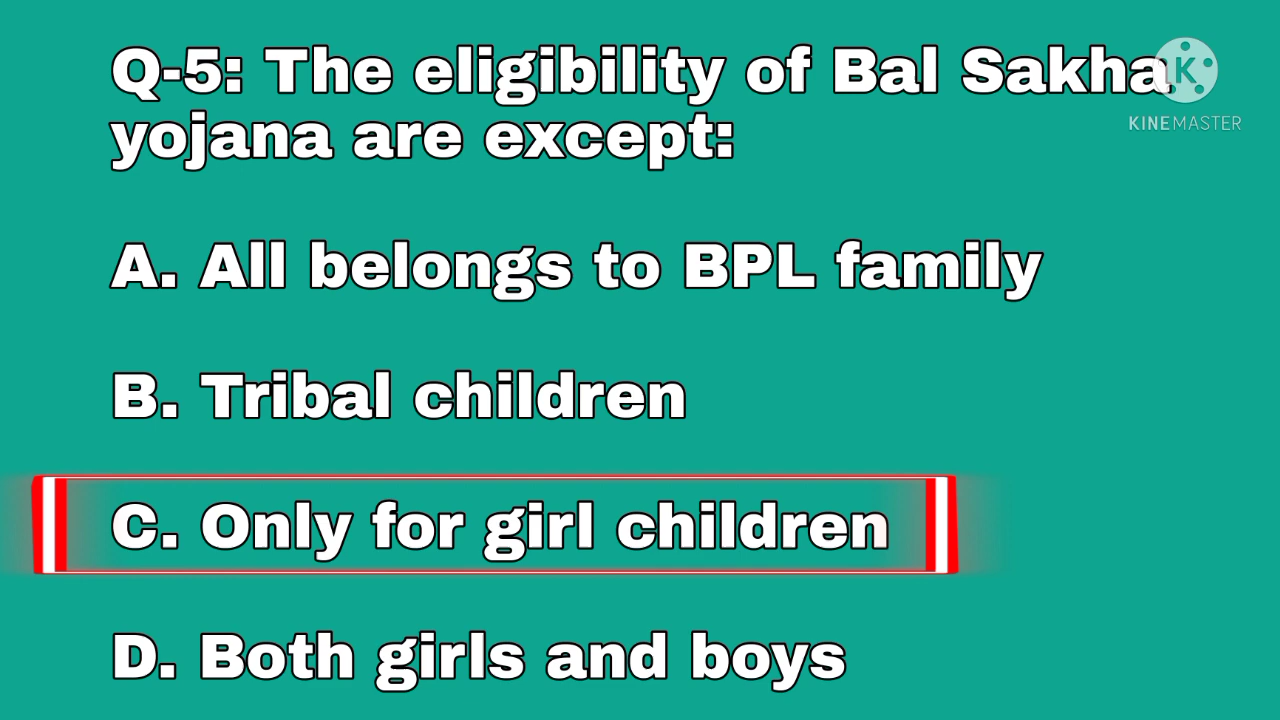 Q-5: The eligibility of Bal Sakha
yojana are except:
K
KINEMASTER
A. All belongs to BPL family
B. Tribal children
C. Only for girl children
D. Both girls and boys